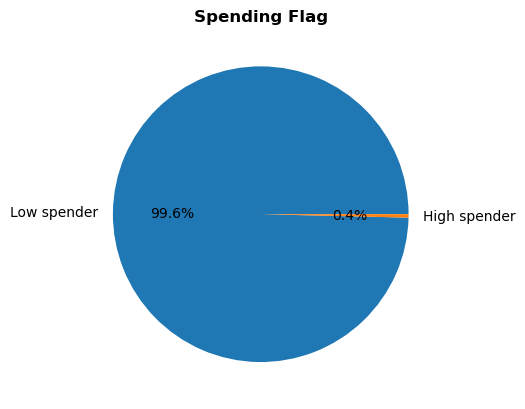 Spending Flag
Low spender
99.6%
0.4%
High spender